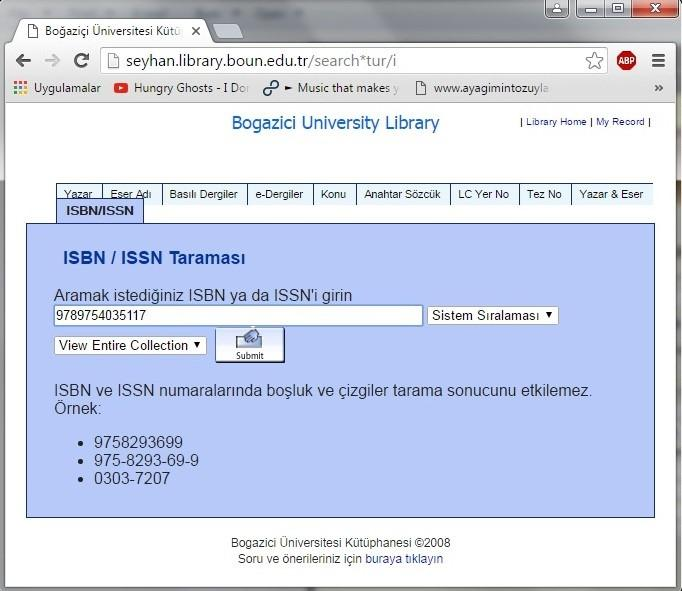 Boğaziçi Üniversitesi Kütü
seyhan.library.boun.edu.tr/search*tur/i
ABP
Uygulamalar Hungry Ghosts - I Do Music that makes y www.ayagimintozuyla »
Bogazici University Library
| Library Home | My Record |
Yazar Eser Adı Basılı Dergiler e-Dergiler Konu Anahtar Sözcük LC Yer No Tez No Yazar & Eser
ISBN/ISSN
ISBN / ISSN Taraması
Aramak istediğiniz ISBN ya da ISSN'i girin
9789754035117 Sistem Sıralaması
View Entire Collection Submit
ISBN ve ISSN numaralarında boşluk ve çizgiler tarama sonucunu etkilemez.
Örnek:
• 9758293699
• 975-8293-69-9
• 0303-7207
Bogazici Üniversitesi Kütüphanesi ©2008
Soru ve önerileriniz için buraya tıklayın